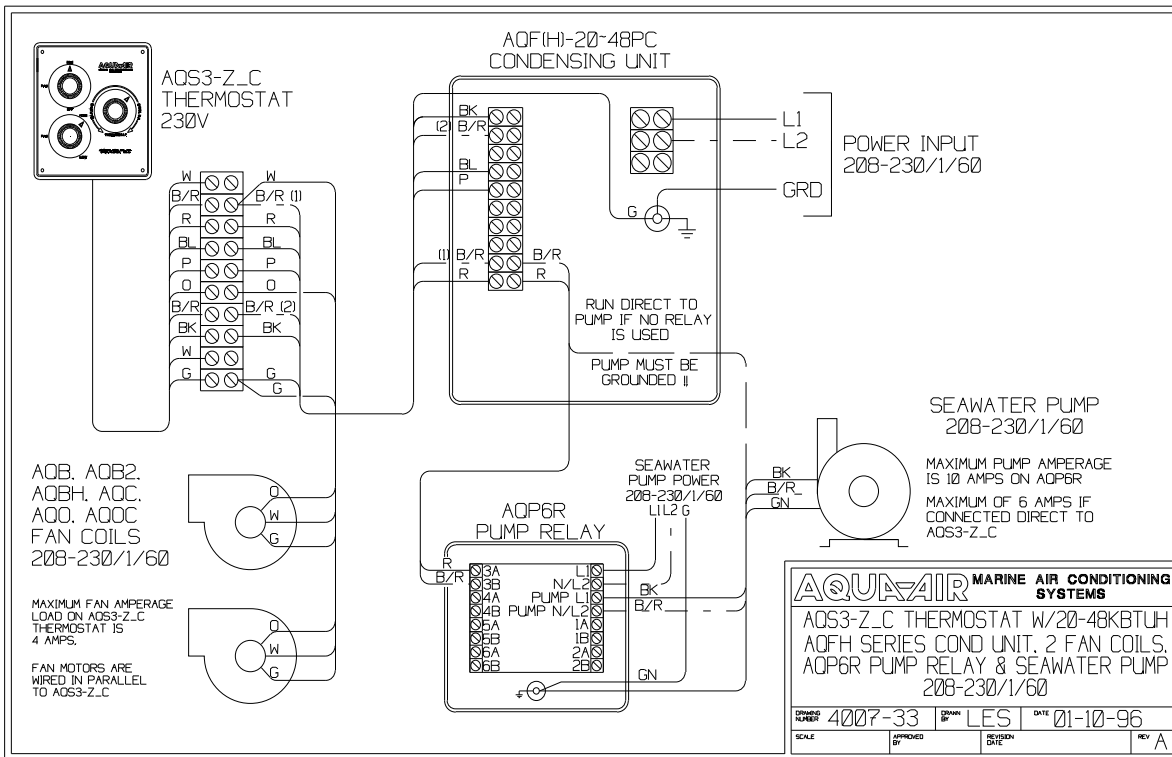 AQF(H)-20~48PC
CONDENSING UNIT
AQS3-Z_C
THERMOSTAT
230V
BK
(2) B/R
BL
P
G
(1) B/R
R
B/R
R
L1
L2
GRD
POWER INPUT
208-230/1/60
W
B/R
R
BL
P
O
B/R
BK
W
G
W
B/R (1)
R
BL
P
O
B/R (2)
BK
G
G
RUN DIRECT TO
PUMP IF NO RELAY
IS USED
PUMP MUST BE
GROUNDED !!
SEAWATER PUMP
208-230/1/60
MAXIMUM PUMP AMPERAGE
IS 10 AMPS ON AQP6R
MAXIMUM OF 6 AMPS IF
CONNECTED DIRECT TO
AQS3-Z_C
BK
B/R
GN
AQB, AQB2,
AQBH, AQC,
AQO, AQOC
FAN COILS
208-230/1/60
O
W
G
O
W
G
MAXIMUM FAN AMPERAGE
LOAD ON AQS3-Z_C
THERMOSTAT IS
4 AMPS.
FAN MOTORS ARE
WIRED IN PARALLEL
TO AQS3-Z_C
SEAWATER
PUMP POWER
208-230/1/60
L1 L2 G
AQP6R
PUMP RELAY
R
B/R
3A
3B
4A
4B
5A
5B
6A
6B
L1
N/L2
PUMP L1
PUMP N/L2
1A
1B
2A
2B
BK
B/R
GN
AQUA-AIR MARINE AIR CONDITIONING
SYSTEMS
AQS3-Z_C THERMOSTAT W/20-48KBTUH
AQFH SERIES COND UNIT, 2 FAN COILS,
AQP6R PUMP RELAY & SEAWATER PUMP
208-230/1/60
DRAWING NUMBER 4007-33 DRAWN BY LES DATE 01-10-96
SCALE APPROVED BY REVISION DATE REV A